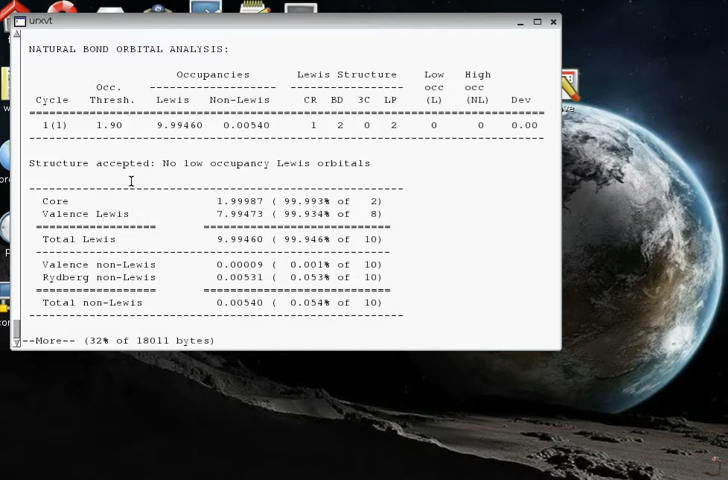 urxvt
NATURAL BOND ORBITAL ANALYSIS:
Occupancies Lewis Structure Low High
Occ. ------------------- ----------------- occ occ
Cycle Thresh. Lewis Non-Lewis CR BD 3C LP (L) (NL) Dev
=============================================================================
1(1) 1.90 9.99460 0.00540 1 2 0 2 0 0 0.00
-----------------------------------------------------------------------------
Structure accepted: No low occupancy Lewis orbitals
--------------------------------------------------------
Core 1.99987 ( 99.993% of 2)
Valence Lewis 7.99473 ( 99.934% of 8)
================== ============================
Total Lewis 9.99460 ( 99.946% of 10)
-----------------------------------------------------
Valence non-Lewis 0.00009 ( 0.001% of 10)
Rydberg non-Lewis 0.00531 ( 0.053% of 10)
================== ============================
Total non-Lewis 0.00540 ( 0.054% of 10)
--------------------------------------------------------
--More-- (32% of 18011 bytes)